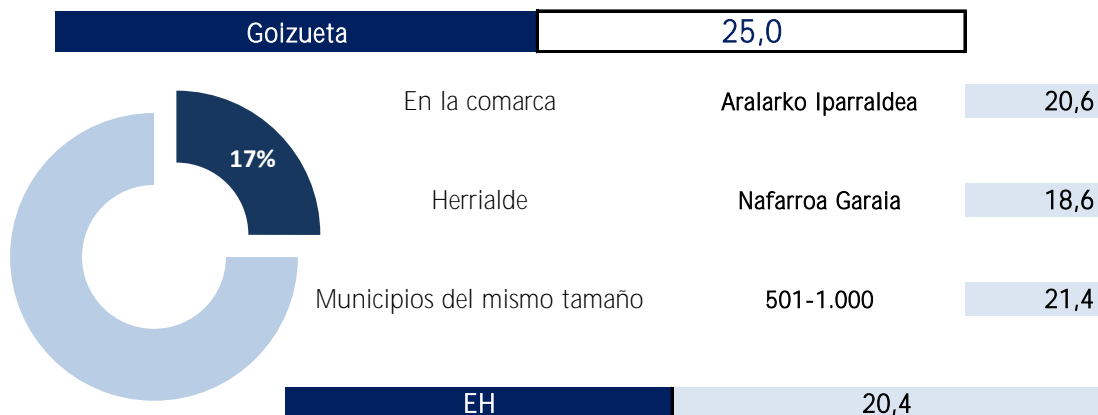 Goizueta 25,0
En la comarca Aralarko Iparraldea 20,6
17%
Herrialde Nafarroa Garaia 18,6
Municipios del mismo tamaño 501-1.000 21,4
EH 20,4